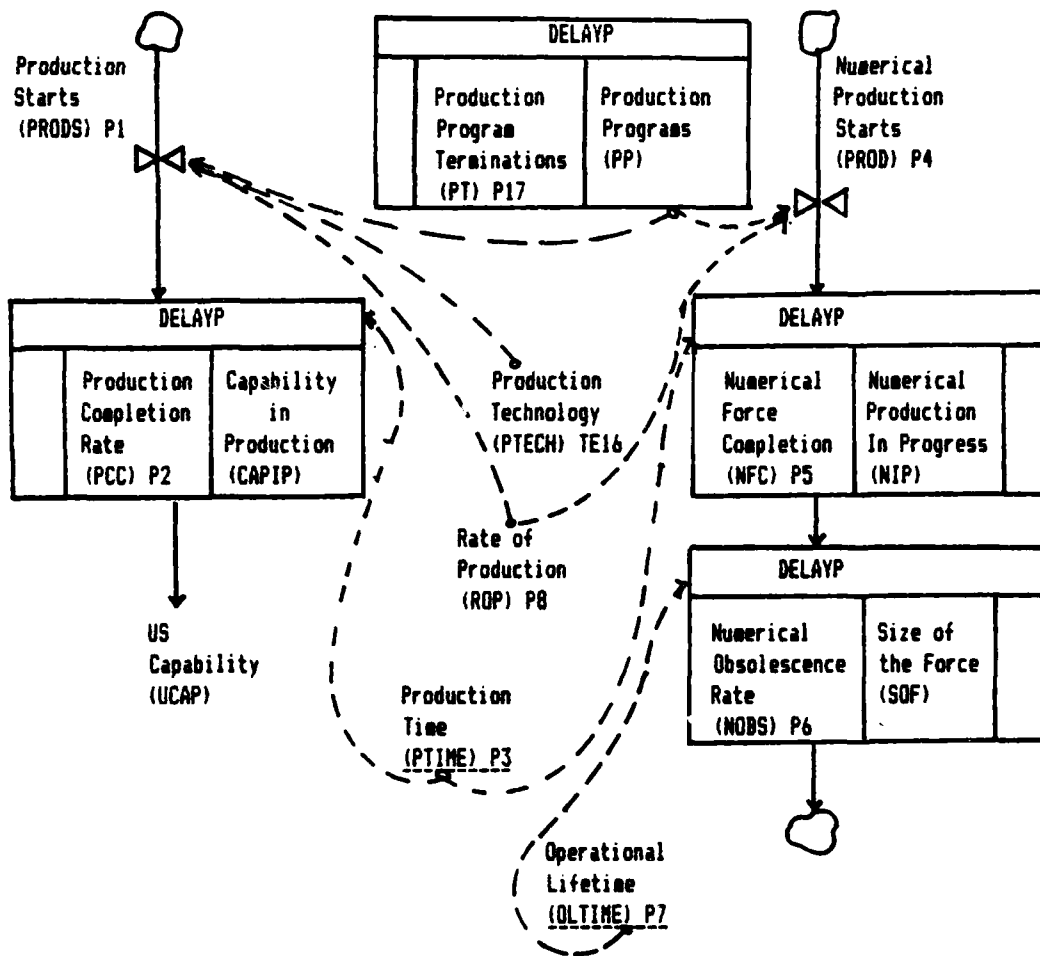 Production
Starts
(PRODS) P1
DELAYP
Production
Program
Terminations
(PT) P17
Production
Programs
(PP)
Numerical
Production
Starts
(PROD) P4
DELAYP
Production
Completion
Rate
(PCC) P2
Capability
in
Production
(CAPIP)
US
Capability
(UCAP)
Production
Technology
(PTECH) TE16
Rate of
Production
(ROP) P8
Production
Time
(PTIME) P3
DELAYP
Numerical
Force
Completion
(NFC) P5
Numerical
Production
In Progress
(NIP)
DELAYP
Numerical
Obsolescence
Rate
(NOBS) P6
Size of
the Force
(SOF)
Operational
Lifetime
(OLTIME) P7